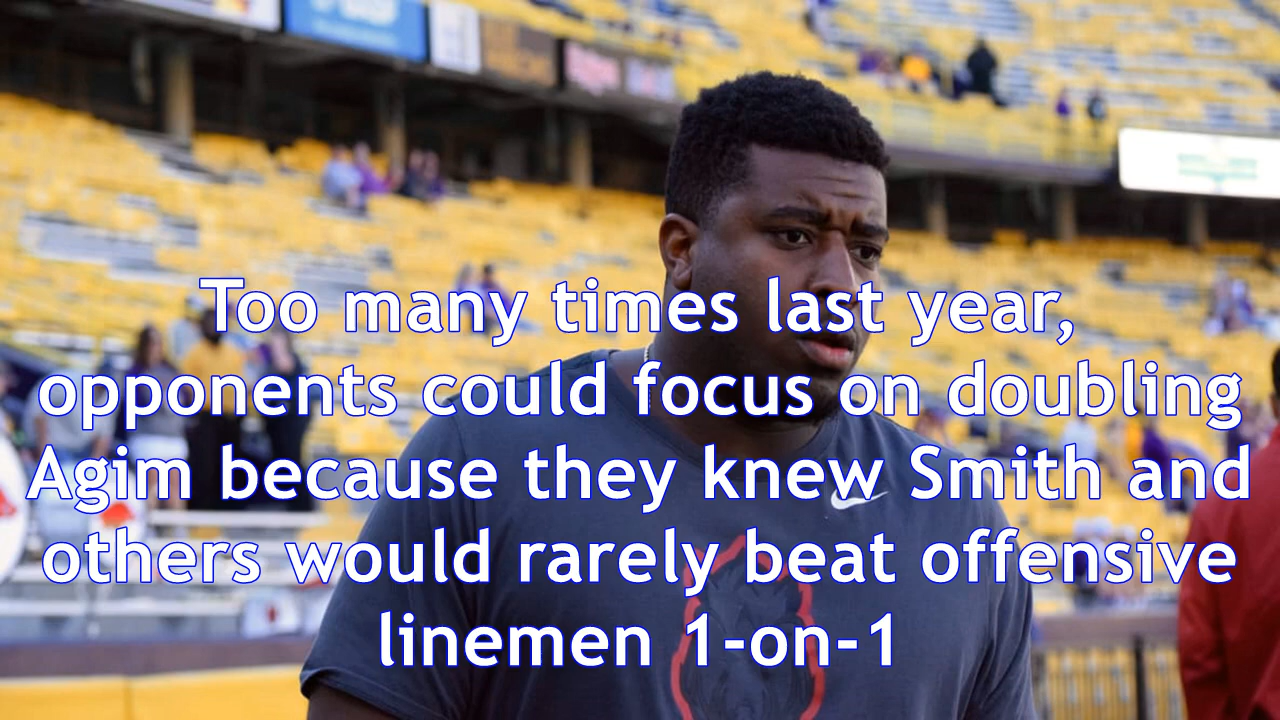 Too many times last year,
opponents could focus on doubling
Agim because they knew Smith and
others would rarely beat offensive
linemen 1-on-1